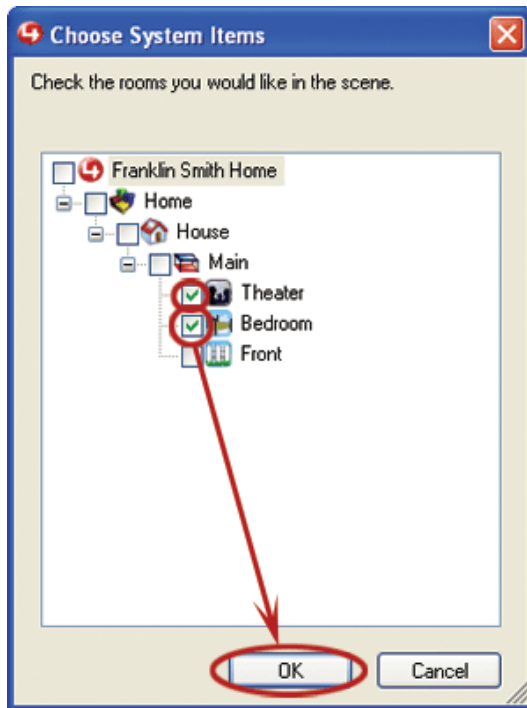 Choose System Items
Check the rooms you would like in the scene.
Franklin Smith Home
Home
House
Main
Theater
Bedroom
Front
OK Cancel